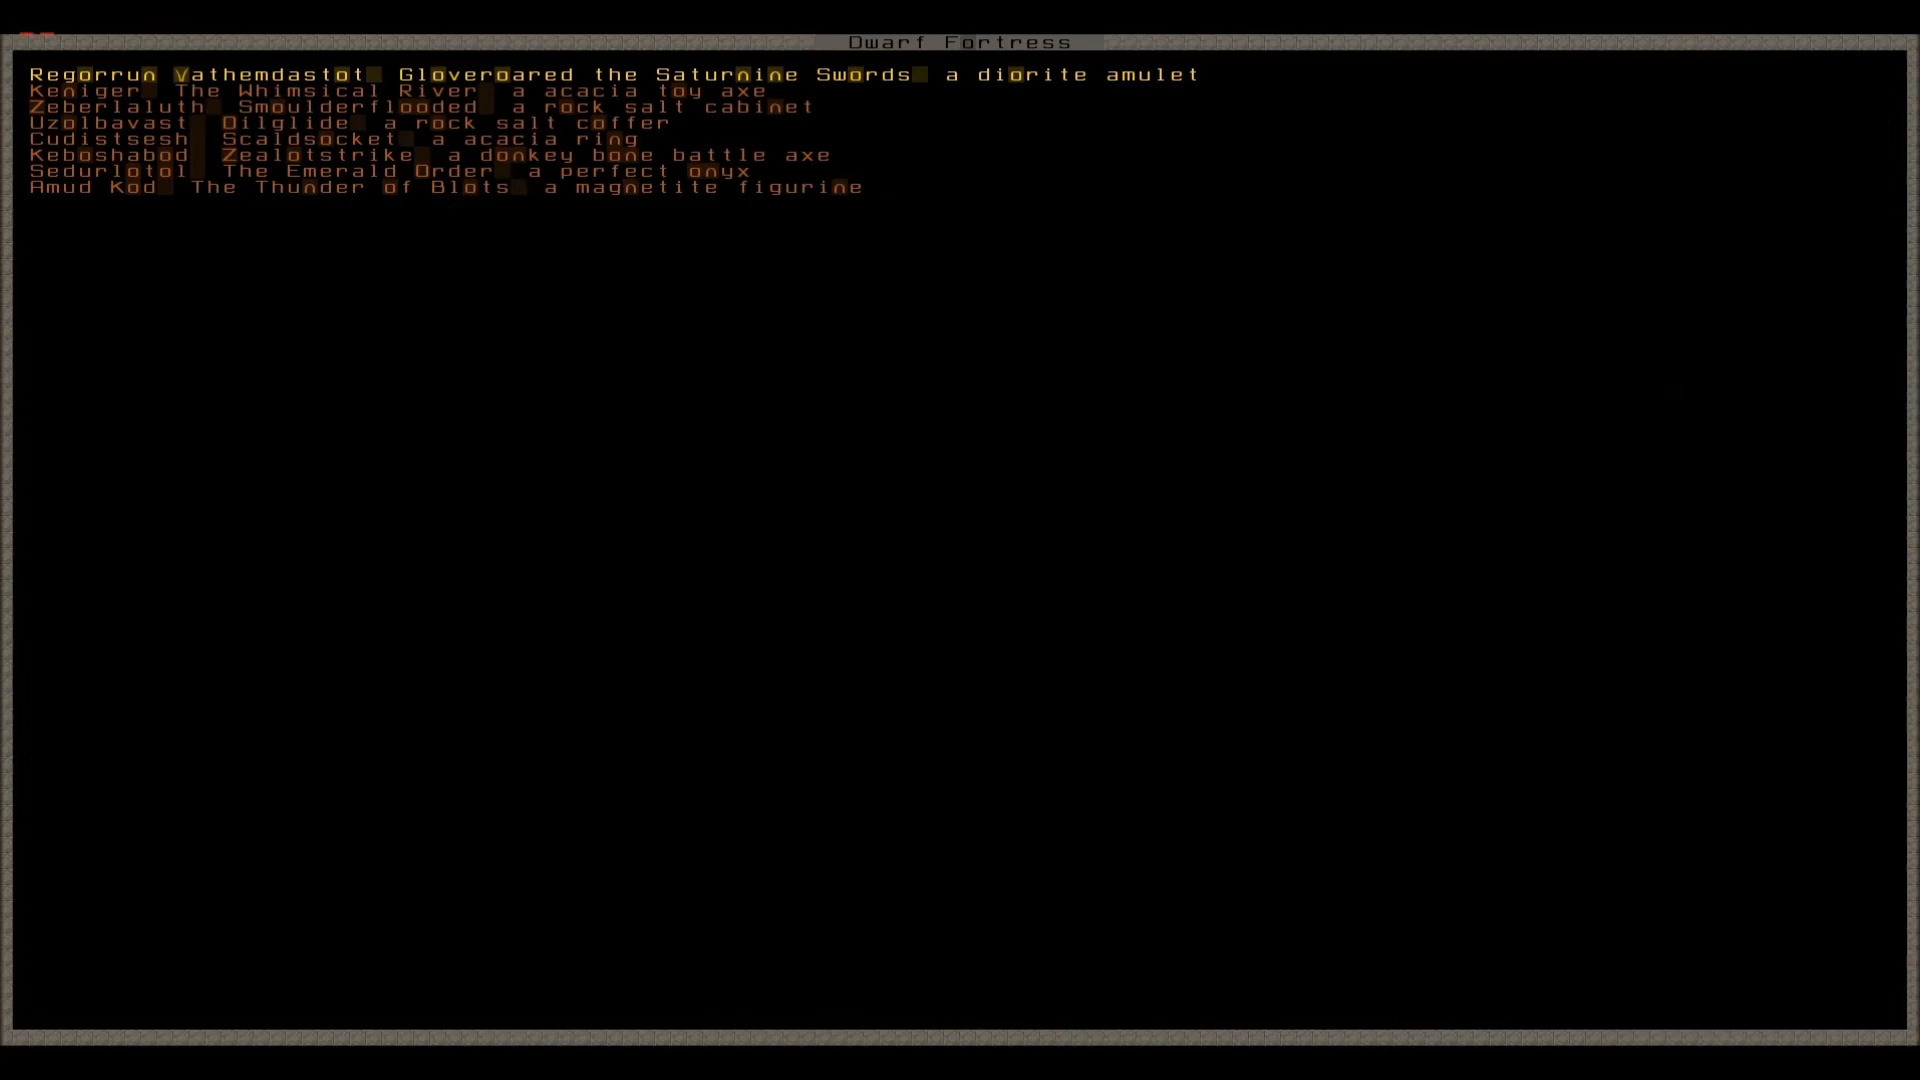 Dwarf Fortress
Regorrun Vathemdastot Gloveroared the Saturnine Swords a diorite amulet
Keniger The Whimsical River a acacia toy axe
Zeberlaluth Smoulderflooded a rock salt cabinet
Uzolbavast Oilglide a rock salt coffer
Cudistsesh Scaldsocket a acacia ring
Keboshabod Zealotstrike a donkey bone battle axe
Sedurlotol The Emerald Order a perfect onyx
Amud Kod The Thunder of Blots a magnetite figurine